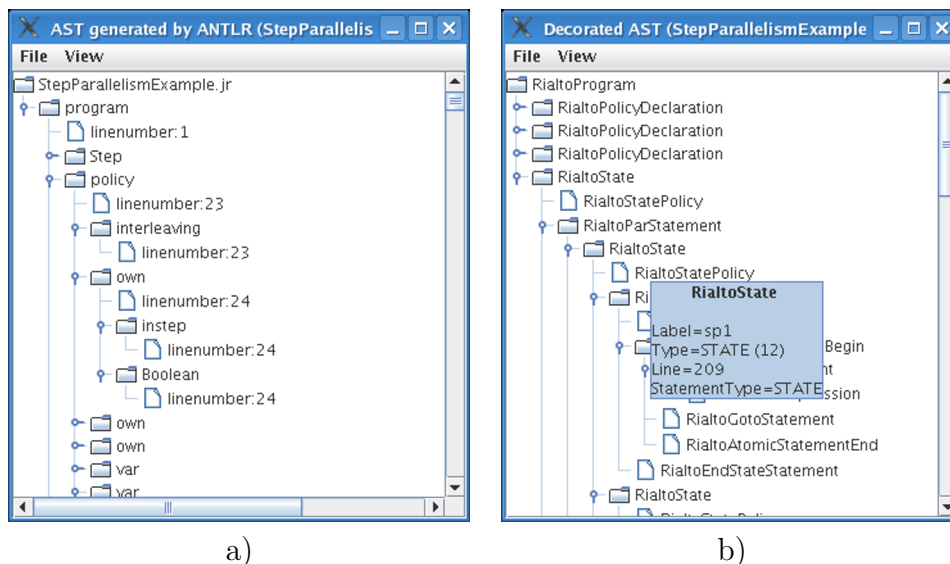 AST generated by ANTLR (StepParallelis
File View
StepParallelismExample.jr
program
linenumber:1
Step
policy
linenumber:23
interleaving
linenumber:23
own
linenumber:24
instep
linenumber:24
Boolean
linenumber:24
own
own
var
var
a)
Decorated AST (StepParallelismExample
File View
RialtoProgram
RialtoPolicyDeclaration
RialtoPolicyDeclaration
RialtoPolicyDeclaration
RialtoState
RialtoStatePolicy
RialtoParStatement
RialtoState
RialtoStatePolicy
Ri
RialtoState
Label=sp1
Type=STATE (12)
Line=209
StatementType=STATE
Begin
nt
ssion
RialtoGotoStatement
RialtoAtomicStatementEnd
RialtoEndStateStatement
RialtoState
RialtoStatePolicy
b)